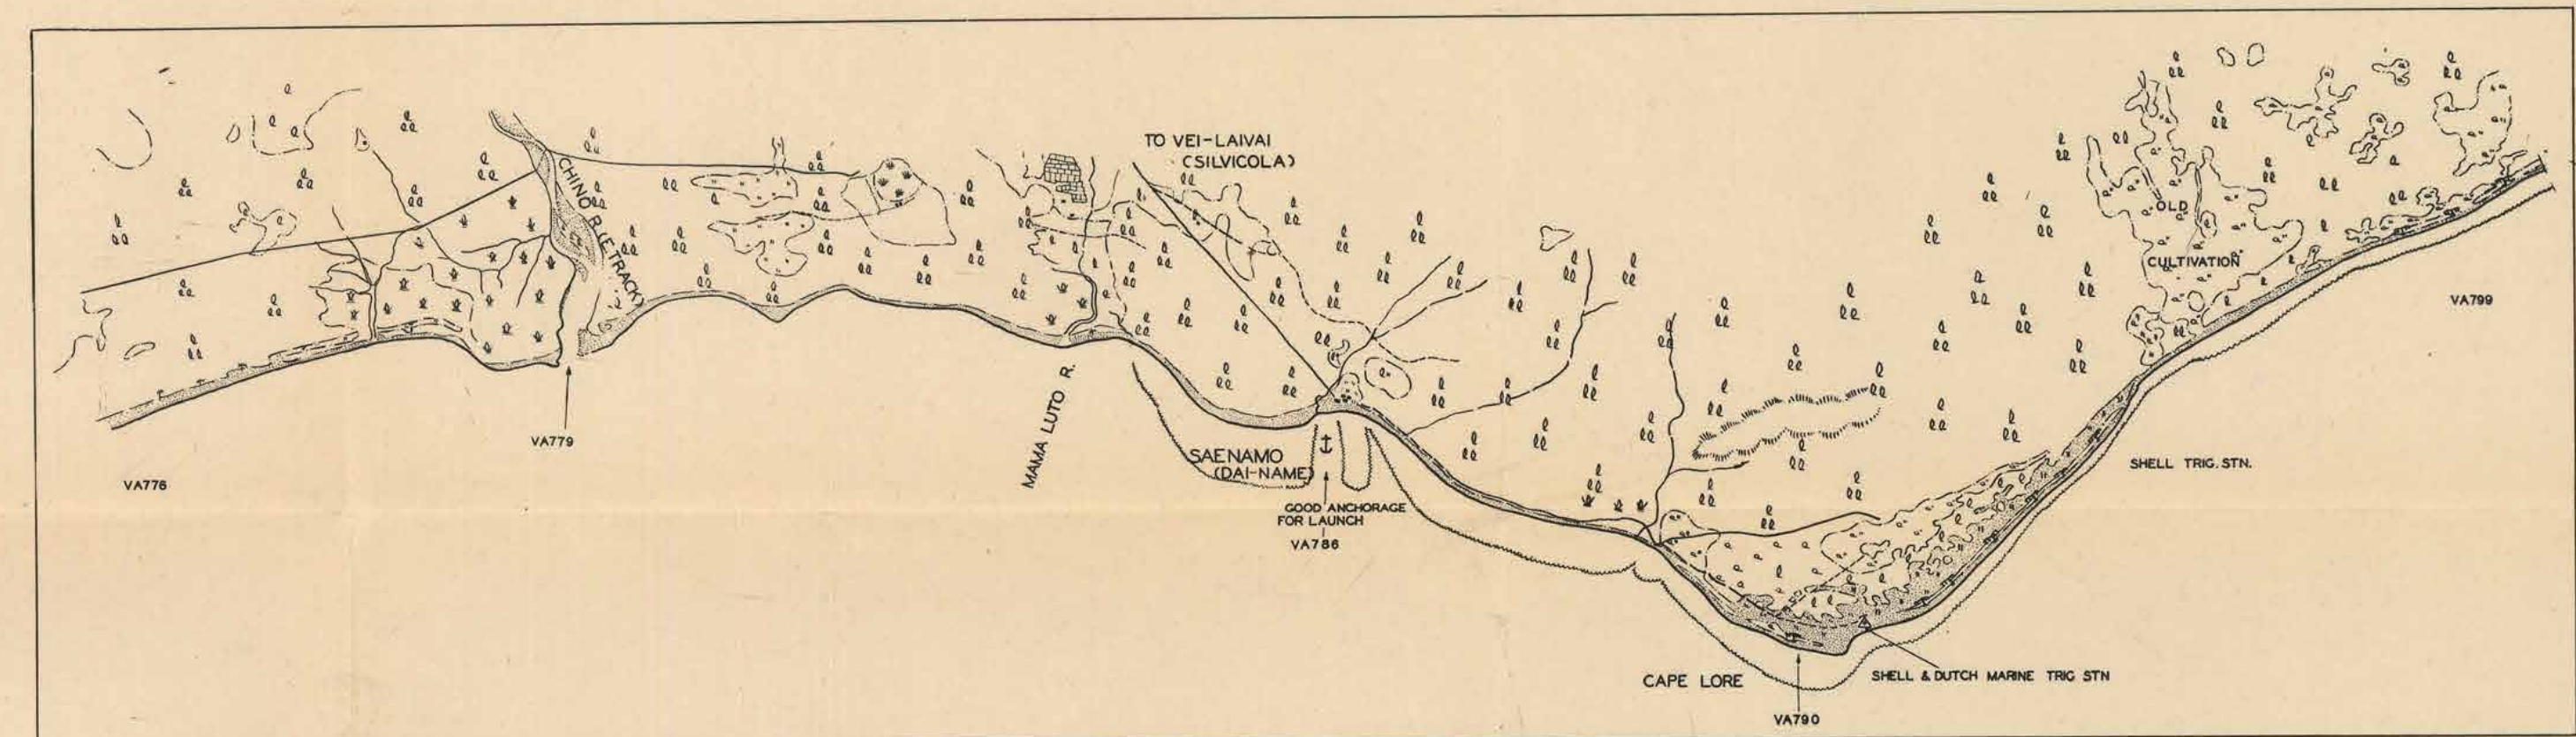 TO VEI-LAIVAI
(SILVICOLA)
CHINO R (ETRACK)
OLD
CULTIVATION
VA799
VA779
MAMA LUTO R.
SAENAMO
(DAI-NAME)
SHELL TRIG. STN.
VA776
GOOD ANCHORAGE
FOR LAUNCH
VA786
CAPE LORE
SHELL & DUTCH MARINE TRIG STN
VA790